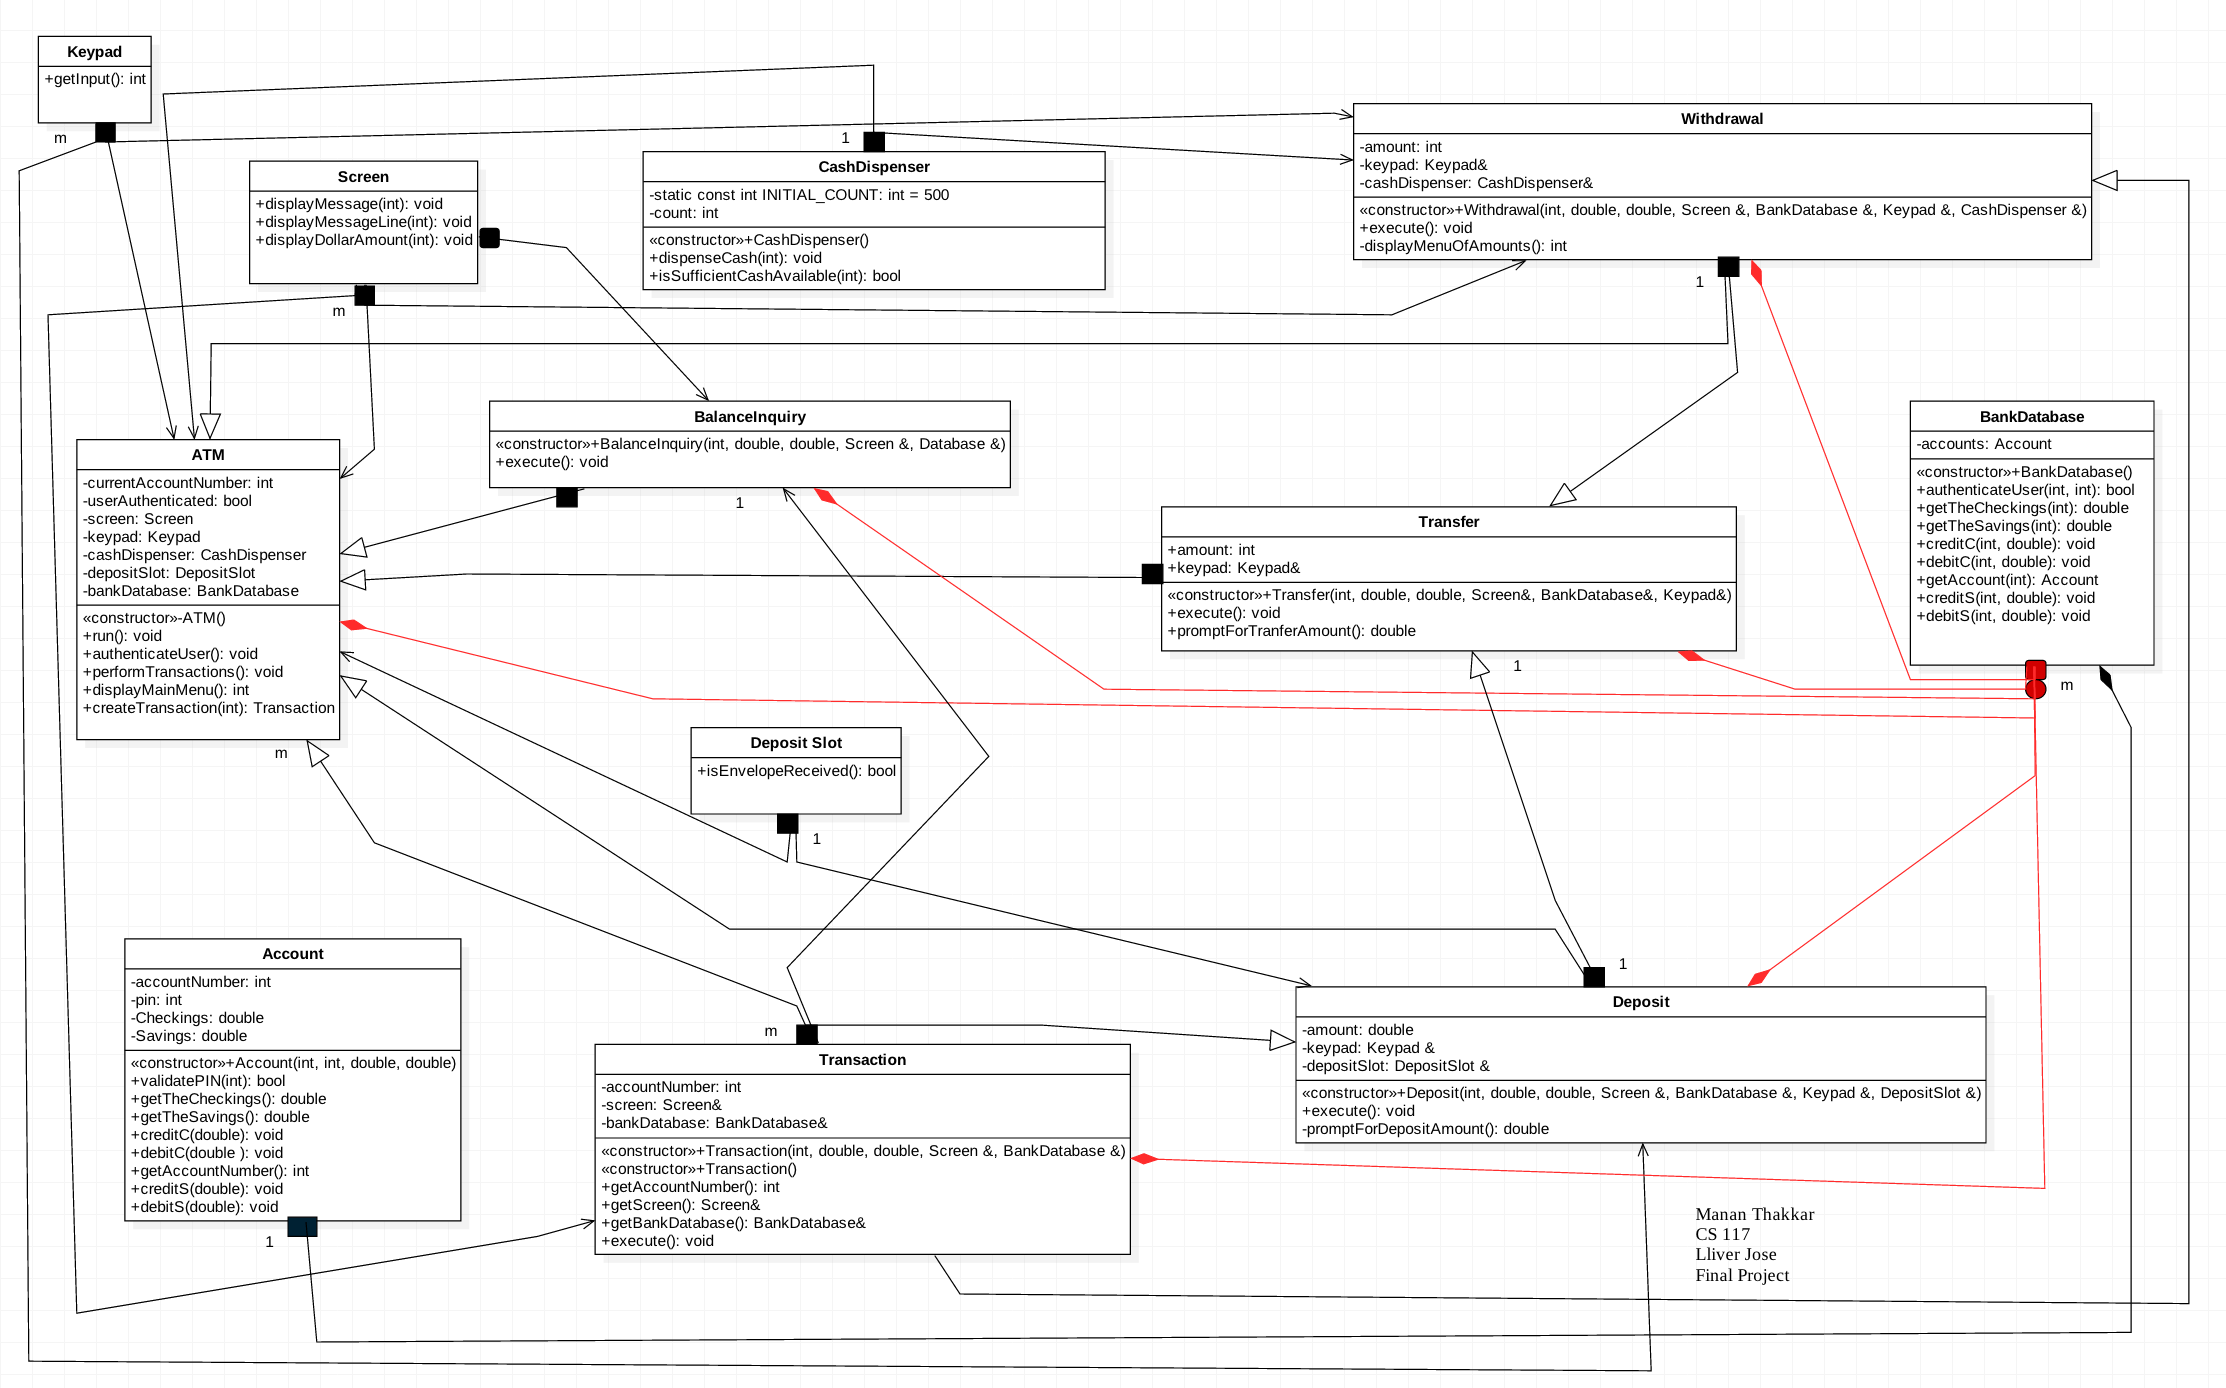 Keypad
+getInput(): int
m
Screen
+displayMessage(int): void
+displayMessageLine(int): void
+displayDollarAmount(int): void
m
1
CashDispenser
-static const int INITIAL_COUNT: int = 500
-count: int
«constructor»+CashDispenser()
+dispenseCash(int): void
+isSufficientCashAvailable(int): bool
Withdrawal
-amount: int
-keypad: Keypad&
-cashDispenser: CashDispenser&
«constructor»+Withdrawal(int, double, double, Screen &, BankDatabase &, Keypad &, CashDispenser &)
+execute(): void
-displayMenuOfAmounts(): int
1
ATM
-currentAccountNumber: int
-userAuthenticated: bool
-screen: Screen
-keypad: Keypad
-cashDispenser: CashDispenser
-depositSlot: DepositSlot
-bankDatabase: BankDatabase
«constructor»-ATM()
+run(): void
+authenticateUser(): void
+performTransactions(): void
+displayMainMenu(): int
+createTransaction(int): Transaction
m
BalanceInquiry
«constructor»+BalanceInquiry(int, double, double, Screen &, Database &)
+execute(): void
1
Transfer
+amount: int
+keypad: Keypad&
«constructor»+Transfer(int, double, double, Screen&, BankDatabase&, Keypad&)
+execute(): void
+promptForTranferAmount(): double
1
BankDatabase
-accounts: Account
«constructor»+BankDatabase()
+authenticateUser(int, int): bool
+getTheCheckings(int): double
+getTheSavings(int): double
+creditC(int, double): void
+debitC(int, double): void
+getAccount(int): Account
+creditS(int, double): void
+debitS(int, double): void
m
Deposit Slot
+isEnvelopeReceived(): bool
1
Account
-accountNumber: int
-pin: int
-Checkings: double
-Savings: double
«constructor»+Account(int, int, double, double)
+validatePIN(int): bool
+getTheCheckings(): double
+getTheSavings(): double
+creditC(double): void
+debitC(double ): void
+getAccountNumber(): int
+creditS(double): void
+debitS(double): void
1
m
Transaction
-accountNumber: int
-screen: Screen&
-bankDatabase: BankDatabase&
«constructor»+Transaction(int, double, double, Screen &, BankDatabase &)
«constructor»+Transaction()
+getAccountNumber(): int
+getScreen(): Screen&
+getBankDatabase(): BankDatabase&
+execute(): void
1
Deposit
-amount: double
-keypad: Keypad &
-depositSlot: DepositSlot &
«constructor»+Deposit(int, double, double, Screen &, BankDatabase &, Keypad &, DepositSlot &)
+execute(): void
-promptForDepositAmount(): double
Manan Thakkar
CS 117
Lliver Jose
Final Project